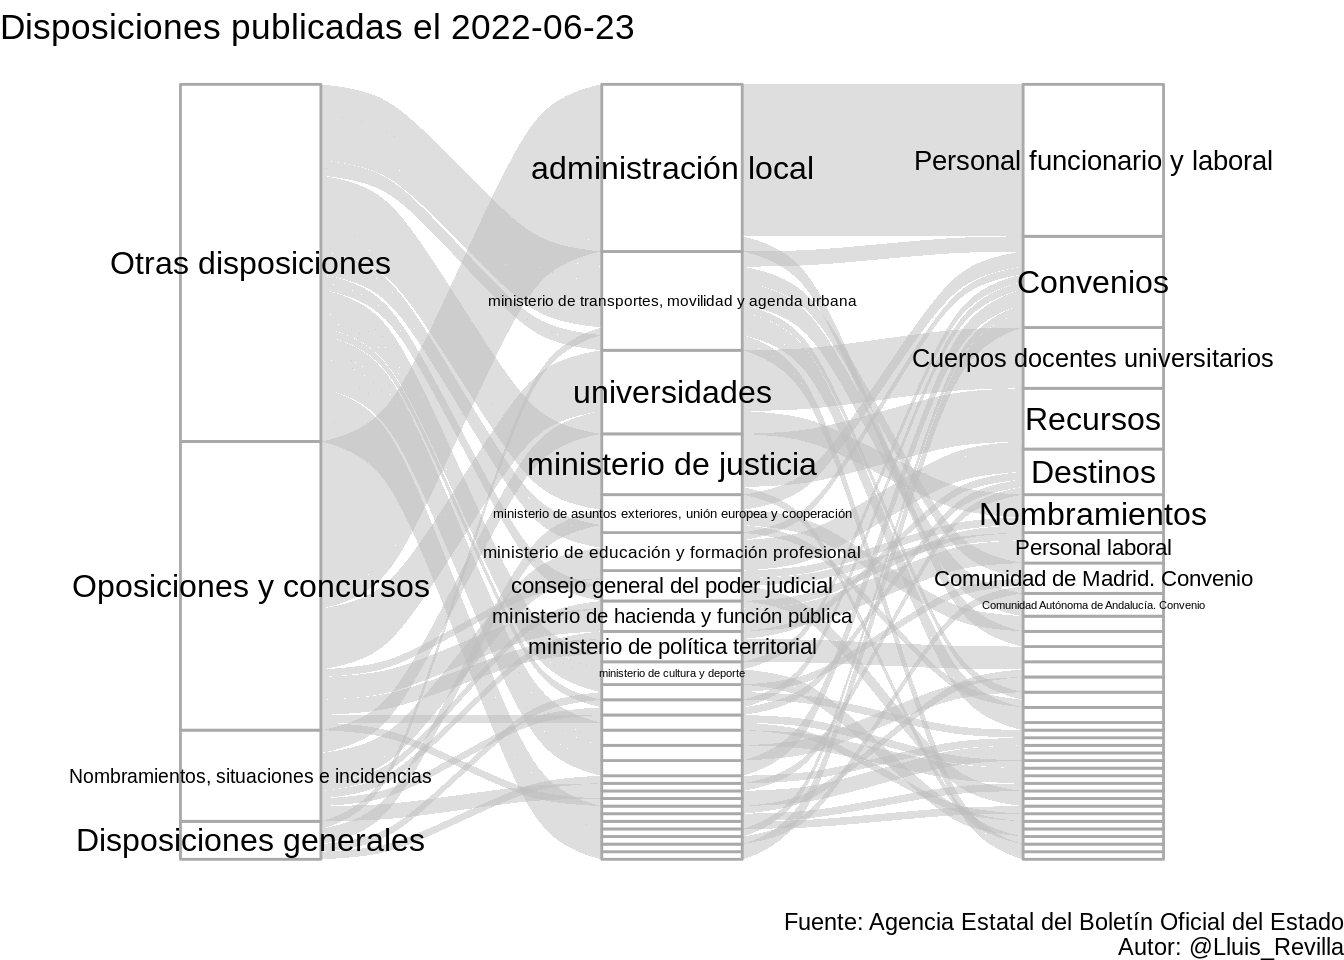 Disposiciones publicadas el 2022-06-23
Otras disposiciones
Oposiciones y concursos
Nombramientos, situaciones e incidencias
Disposiciones generales
administración local
ministerio de transportes, movilidad y agenda urbana
universidades
ministerio de justicia
ministerio de asuntos exteriores, unión europea y cooperación
ministerio de educación y formación profesional
consejo general del poder judicial
ministerio de hacienda y función pública
ministerio de política territorial
ministerio de cultura y deporte
Personal funcionario y laboral
Convenios
Cuerpos docentes universitarios
Recursos
Destinos
Nombramientos
Personal laboral
Comunidad de Madrid. Convenio
Comunidad Autónoma de Andalucía. Convenio
Fuente: Agencia Estatal del Boletín Oficial del Estado
Autor: @Lluis_Revilla